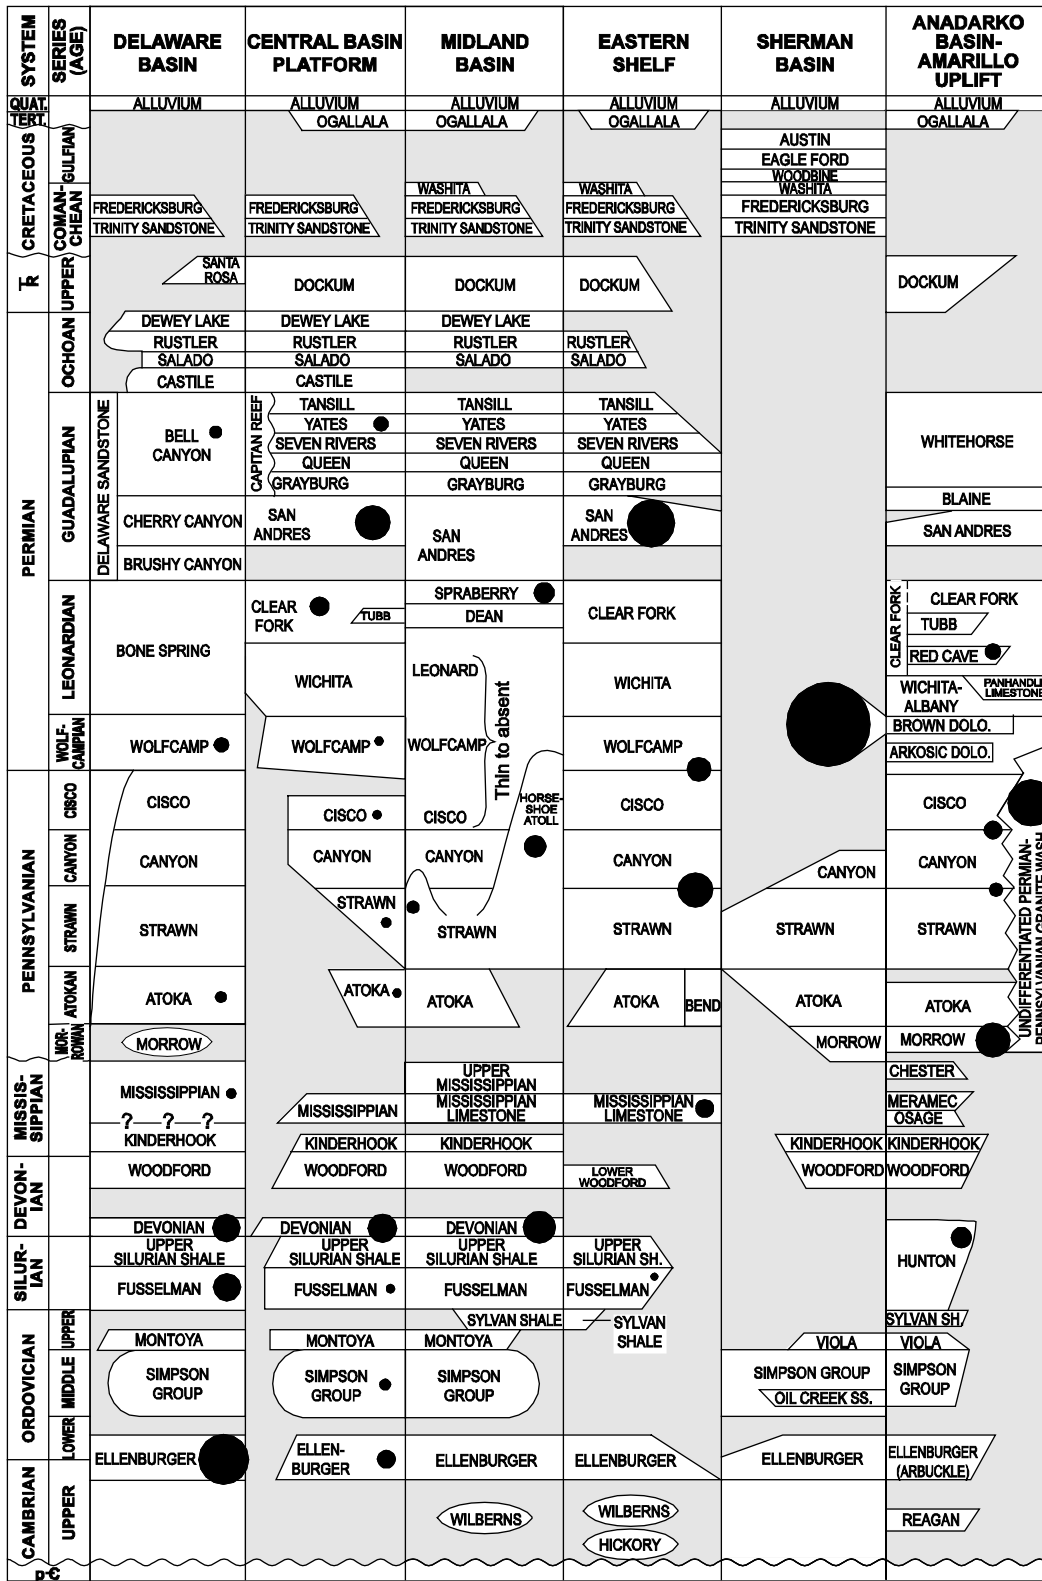 SYSTEM
SERIES (AGE)
DELAWARE
BASIN
CENTRAL BASIN
PLATFORM
MIDLAND
BASIN
EASTERN
SHELF
SHERMAN
BASIN
ANADARKO
BASIN-
AMARILLO
UPLIFT
QUAT.
ALLUVIUM
ALLUVIUM
ALLUVIUM
ALLUVIUM
ALLUVIUM
ALLUVIUM
TERT.
OGALLALA
OGALLALA
OGALLALA
OGALLALA
CRETACEOUS
GULFIAN
AUSTIN
EAGLE FORD
WOODBINE
COMAN-
CHEAN
WASHITA
WASHITA
WASHITA
FREDERICKSBURG
FREDERICKSBURG
FREDERICKSBURG
FREDERICKSBURG
FREDERICKSBURG
TRINITY SANDSTONE
TRINITY SANDSTONE
TRINITY SANDSTONE
TRINITY SANDSTONE
TRINITY SANDSTONE
TR
UPPER
SANTA
ROSA
DOCKUM
DOCKUM
DOCKUM
DOCKUM
PERMIAN
OCHOAN
DEWEY LAKE
DEWEY LAKE
DEWEY LAKE
RUSTLER
RUSTLER
RUSTLER
RUSTLER
SALADO
SALADO
SALADO
SALADO
CASTILE
CASTILE
GUADALUPIAN
DELAWARE SANDSTONE
BELL
CANYON
CAPITAN REEF
TANSILL
TANSILL
TANSILL
YATES
YATES
YATES
SEVEN RIVERS
SEVEN RIVERS
SEVEN RIVERS
QUEEN
QUEEN
QUEEN
GRAYBURG
GRAYBURG
GRAYBURG
WHITEHORSE
BLAINE
CHERRY CANYON
SAN
ANDRES
SAN
ANDRES
SAN
ANDRES
SAN ANDRES
BRUSHY CANYON
LEONARDIAN
BONE SPRING
CLEAR
FORK
TUBB
SPRABERRY
DEAN
CLEAR FORK
CLEAR FORK
CLEAR FORK
TUBB
RED CAVE
WICHITA
LEONARD
Thin to absent
WICHITA
WICHITA-
ALBANY
PANHANDLE
LIMESTONE
WOLF-
CAMPIAN
WOLFCAMP
WOLFCAMP
WOLFCAMP
WOLFCAMP
BROWN DOLO.
ARKOSIC DOLO.
PENNSYLVANIAN
CISCO
CISCO
CISCO
CISCO
HORSE-
SHOE
ATOLL
CISCO
CISCO
UNDIFFERENTIATED PERMIAN-
PENNSYLVANIAN GRANITE WASH
CANYON
CANYON
CANYON
CANYON
CANYON
CANYON
CANYON
STRAWN
STRAWN
STRAWN
STRAWN
STRAWN
STRAWN
STRAWN
ATOKAN
ATOKA
ATOKA
ATOKA
ATOKA
BEND
ATOKA
ATOKA
MOR-
ROWAN
MORROW
MORROW
MORROW
MISSIS-
SIPPIAN
MISSISSIPPIAN
? ? ?
MISSISSIPPIAN
UPPER
MISSISSIPPIAN
MISSISSIPPIAN
LIMESTONE
MISSISSIPPIAN
LIMESTONE
CHESTER
MERAMEC
OSAGE
KINDERHOOK
KINDERHOOK
KINDERHOOK
KINDERHOOK
KINDERHOOK
DEVON-
IAN
WOODFORD
WOODFORD
WOODFORD
LOWER
WOODFORD
WOODFORD
WOODFORD
DEVONIAN
DEVONIAN
DEVONIAN
SILUR-
IAN
UPPER
SILURIAN SHALE
UPPER
SILURIAN SHALE
UPPER
SILURIAN SHALE
UPPER
SILURIAN SH.
HUNTON
FUSSELMAN
FUSSELMAN
FUSSELMAN
FUSSELMAN
ORDOVICIAN
UPPER
SYLVAN SHALE
SYLVAN
SHALE
SYLVAN SH.
MONTOYA
MONTOYA
MONTOYA
VIOLA
VIOLA
MIDDLE
SIMPSON
GROUP
SIMPSON
GROUP
SIMPSON
GROUP
SIMPSON GROUP
OIL CREEK SS.
SIMPSON
GROUP
LOWER
ELLENBURGER
ELLEN-
BURGER
ELLENBURGER
ELLENBURGER
ELLENBURGER
ELLENBURGER
(ARBUCKLE)
CAMBRIAN
UPPER
WILBERNS
WILBERNS
HICKORY
REAGAN
p-Є